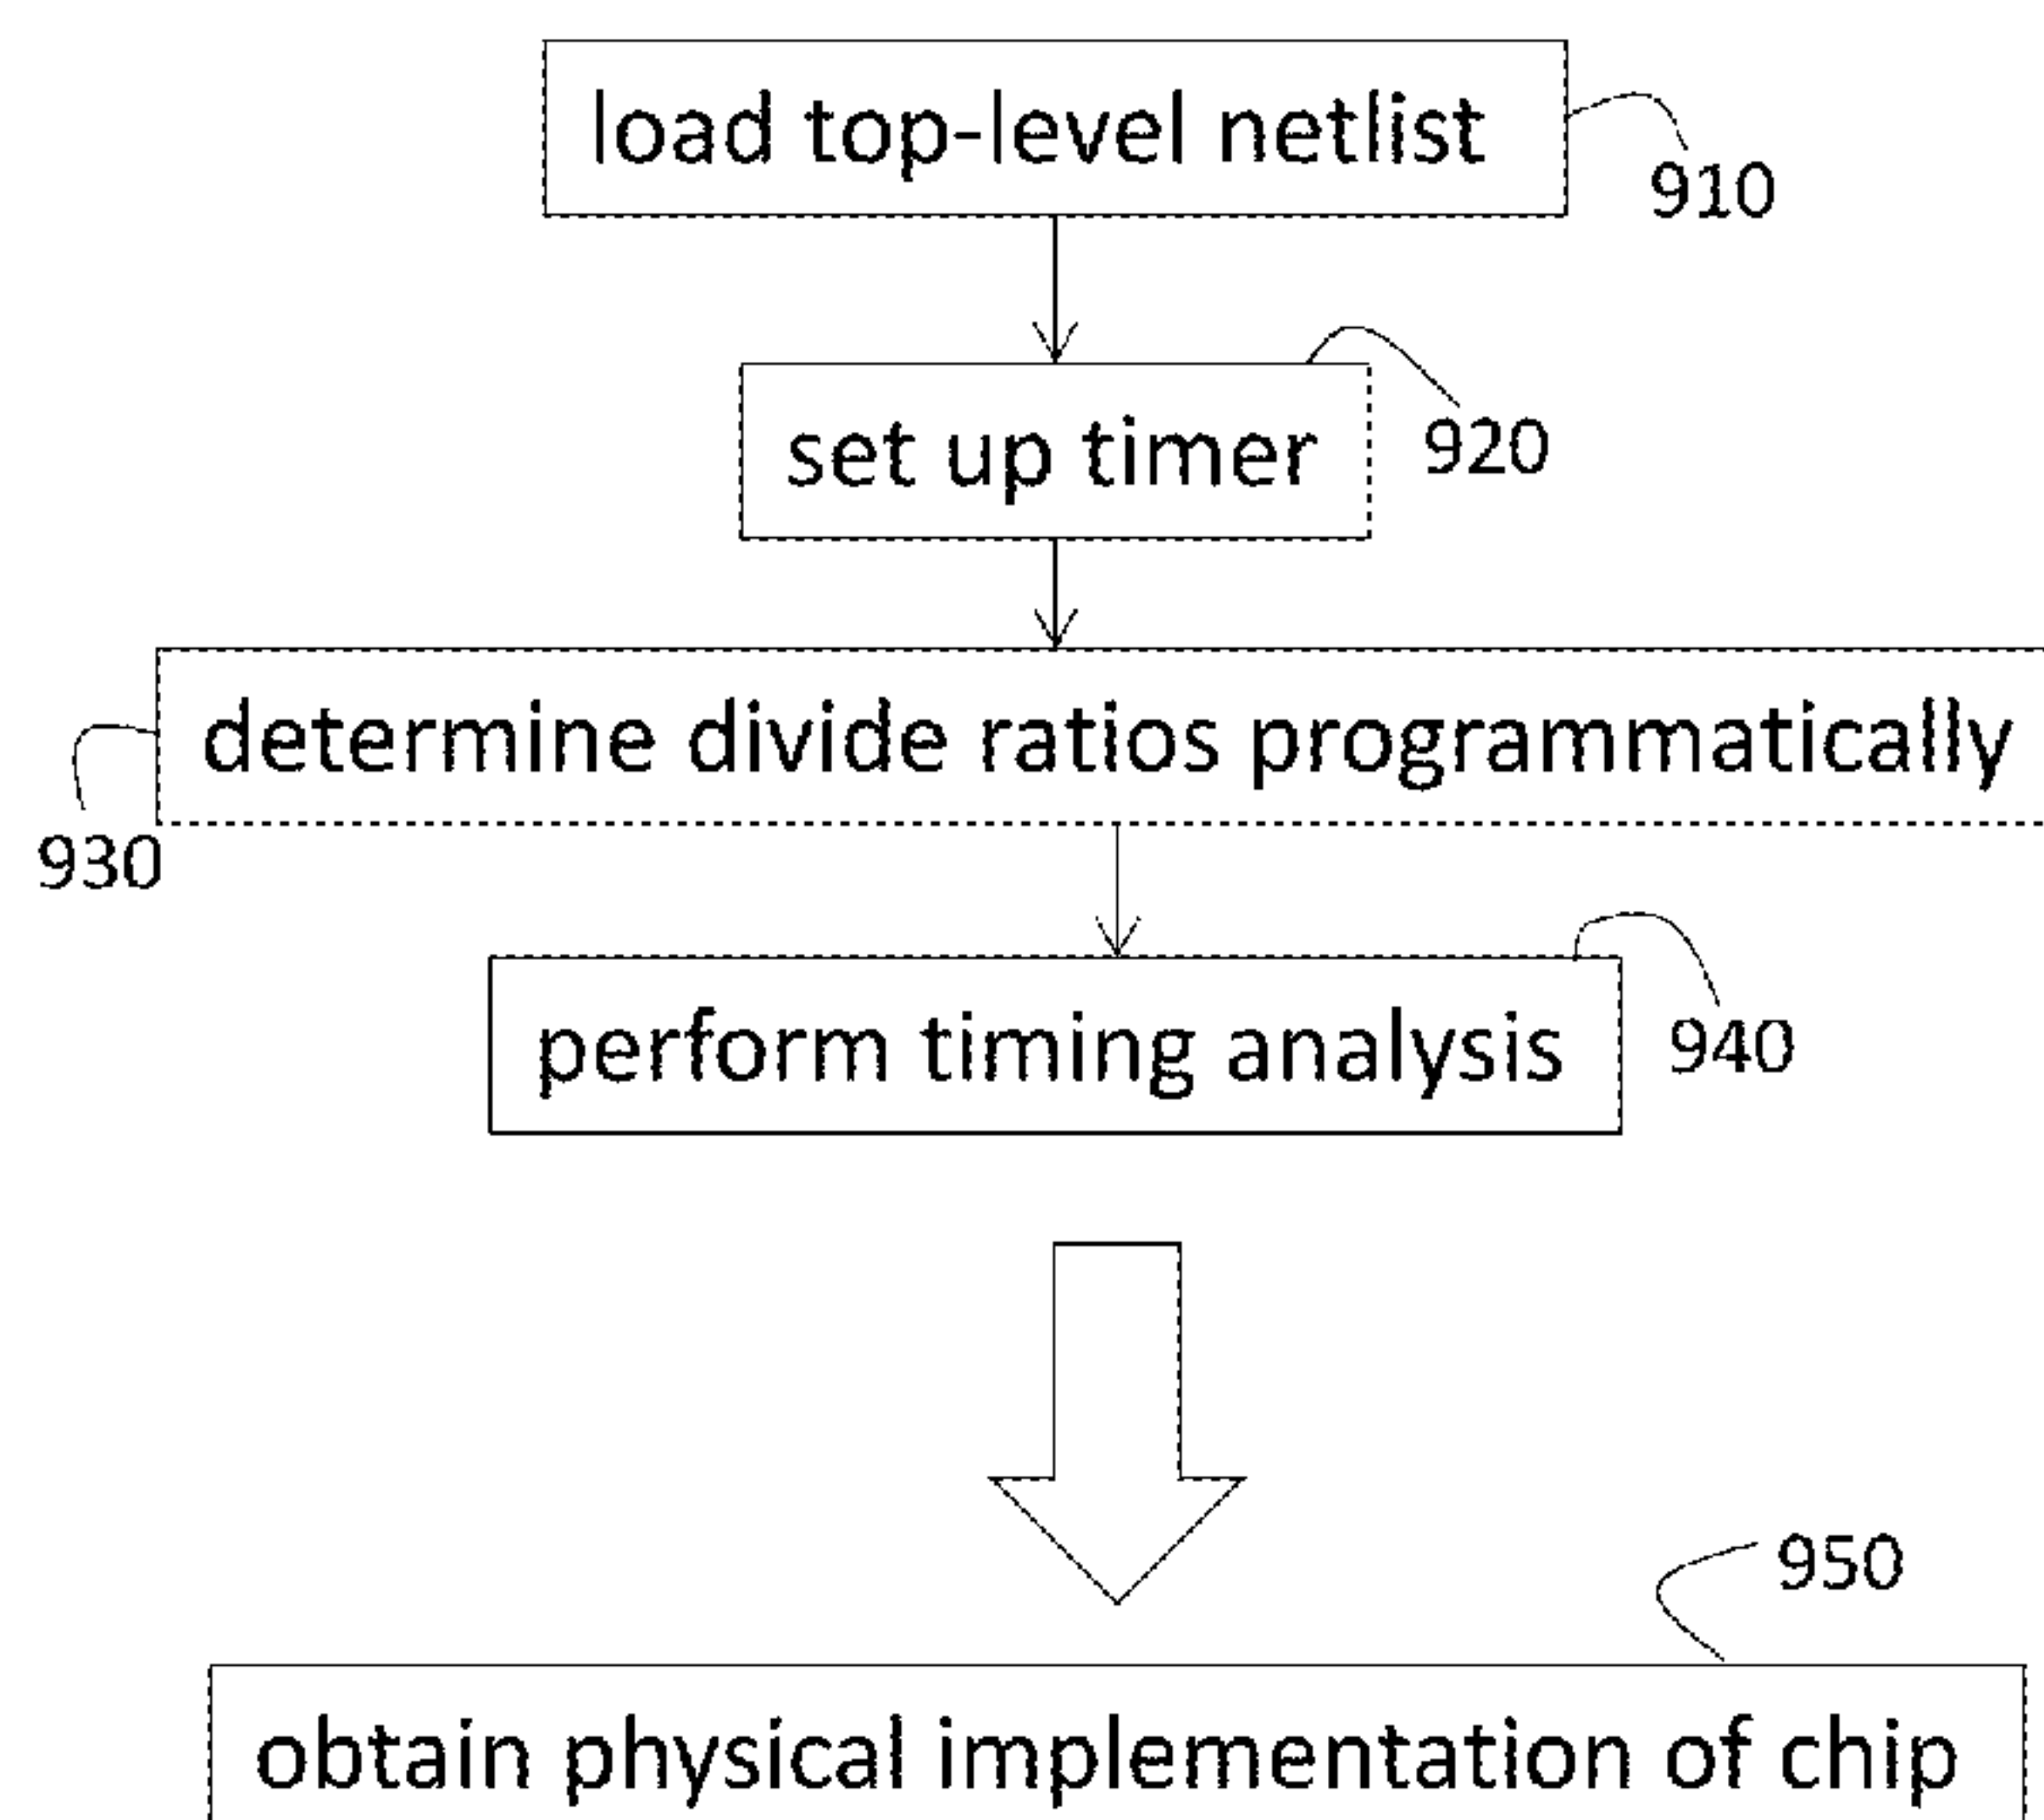 load top-level netlist
910
set up timer
920
determine divide ratios programmatically
930
perform timing analysis
940
950
obtain physical implementation of chip